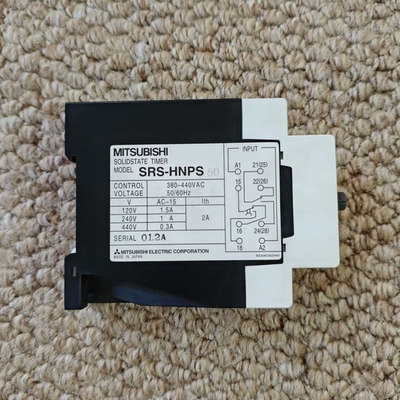 MITSUBISHI
SOLIDSTATE TIMER
MODEL SRS-HNPS 60
CONTROL VOLTAGE 380-440VAC 50/60Hz
V AC-15 Ith
120V 1.5A
240V 1 A 2A
440V 0.3A
SERIAL 012A
MITSUBISHI ELECTRIC CORPORATION
MADE IN JAPAN
INPUT
A1 21(25)
15 22(26)
16 24(28)
18 A2